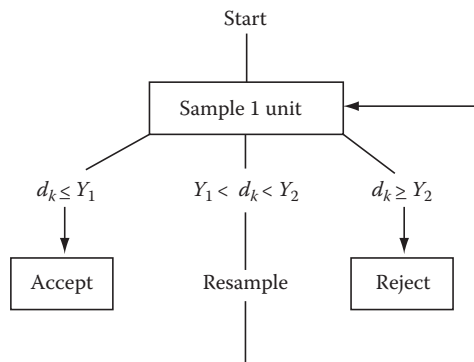 Start
Sample 1 unit
d_k ≤ Y_1
Y_1 < d_k < Y_2
d_k ≥ Y_2
Accept
Resample
Reject